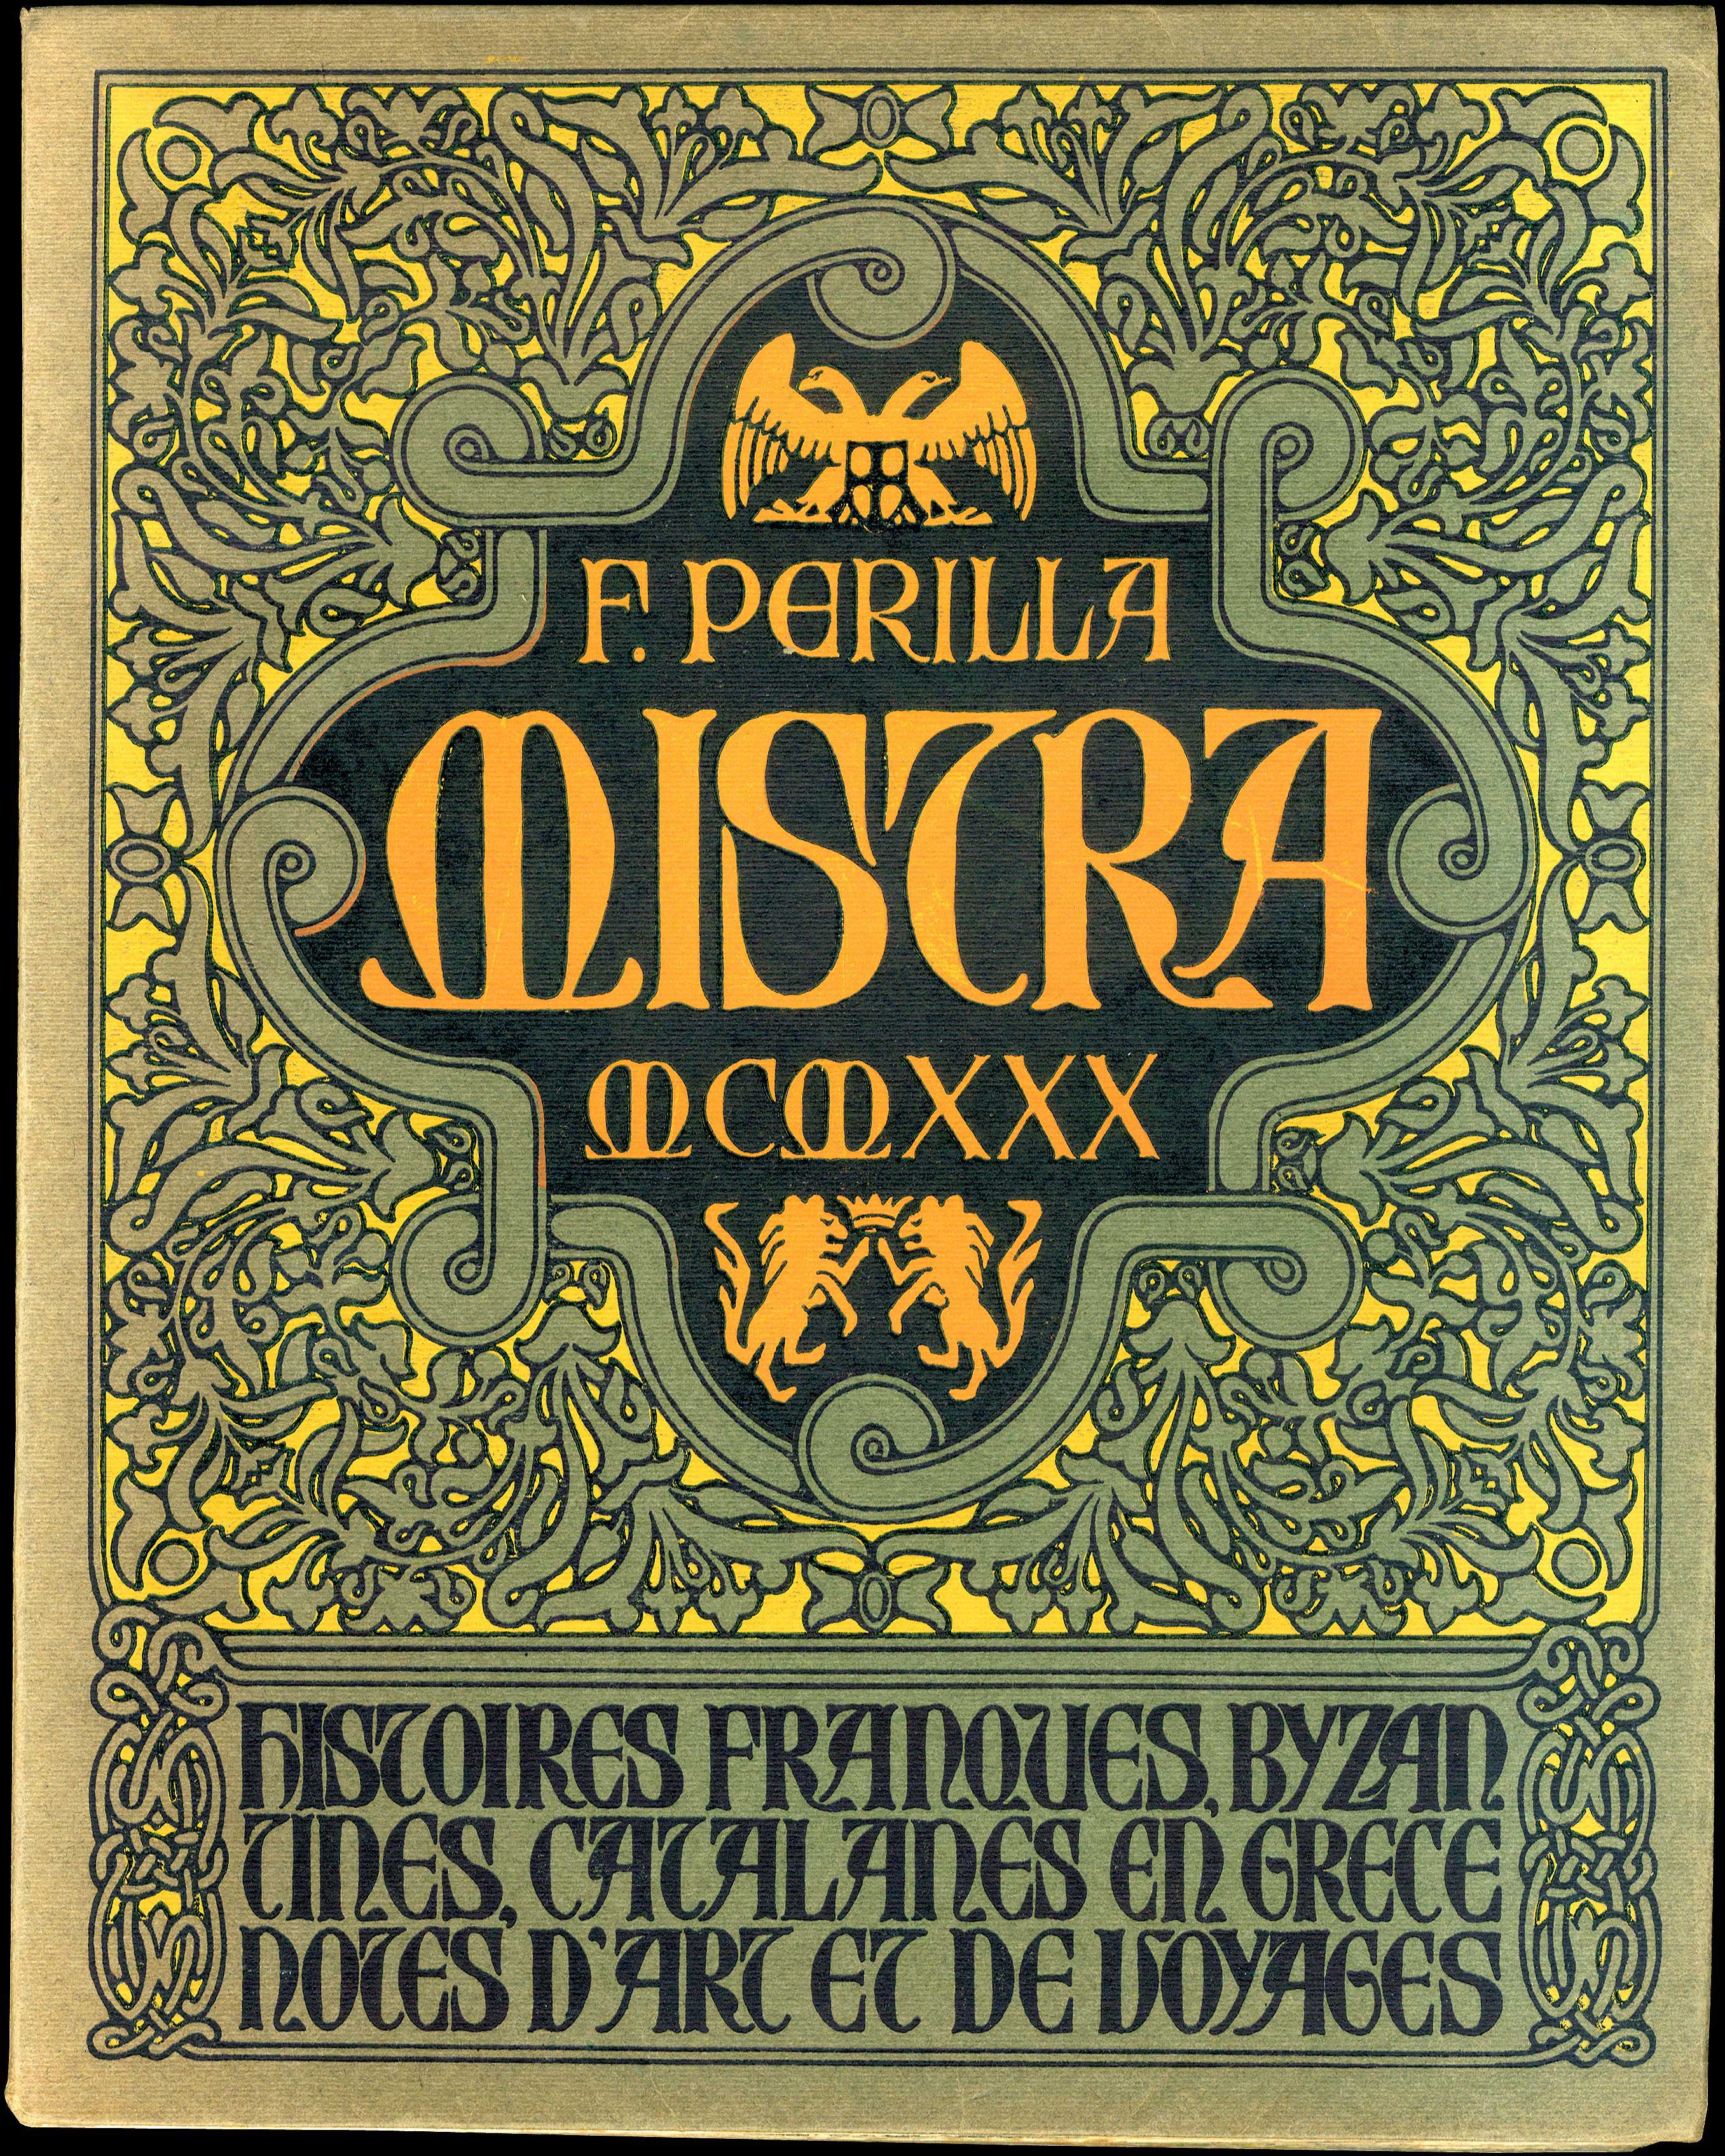 F. PERILLA
MISTRA
MCMXXX
HISTOIRES FRANQUES, BYZAN
TINES, CATALANES EN GRECE
NOTES D'ART ET DE VOYAGES